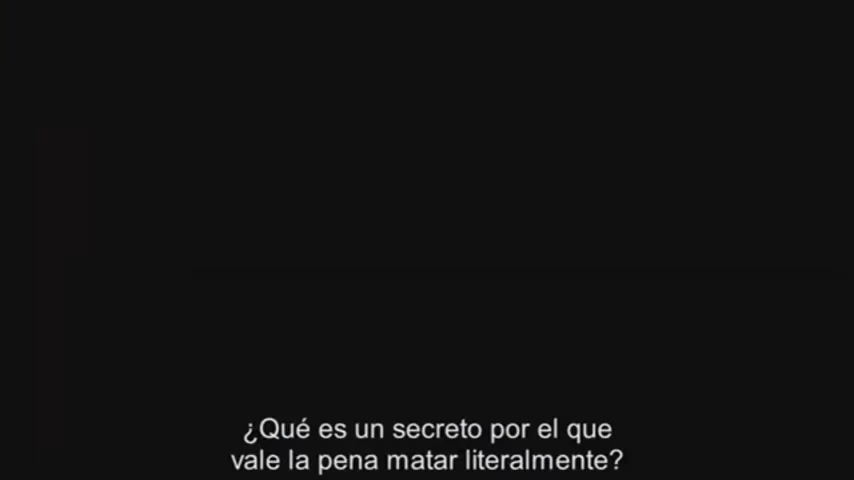 ¿Qué es un secreto por el que
vale la pena matar literalmente?